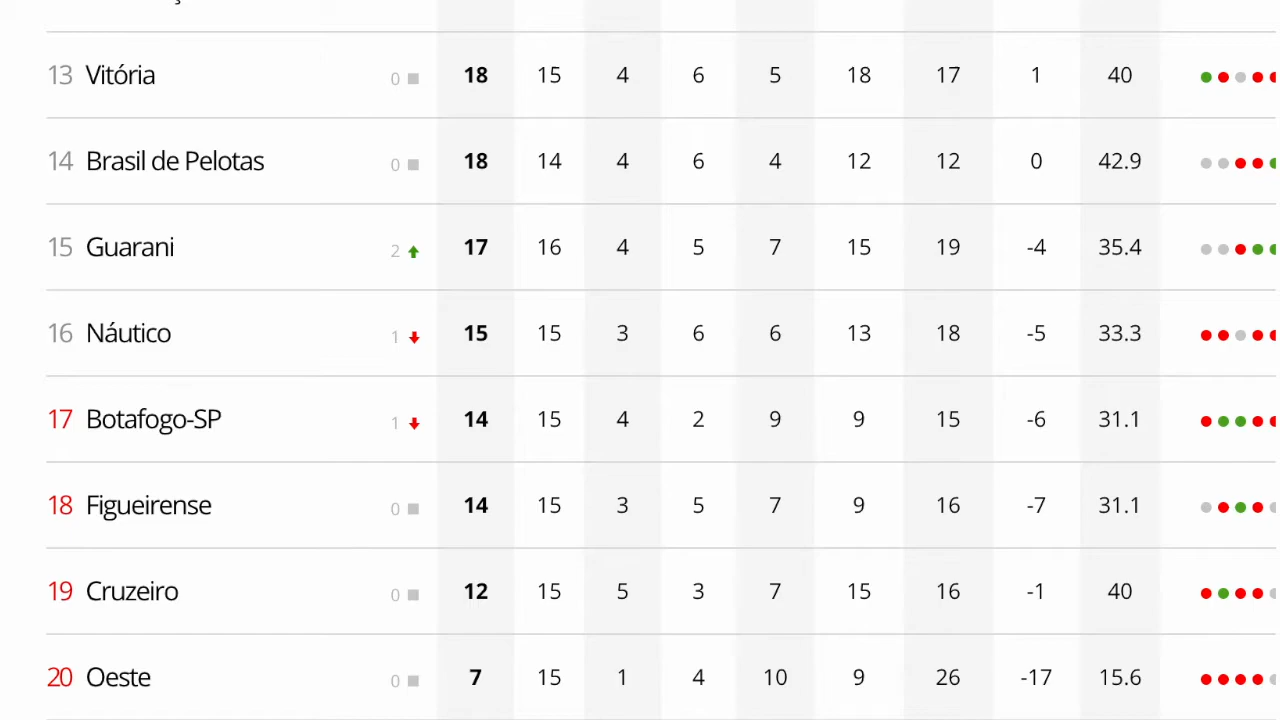 13 Vitória 0 18 15 4 6 5 18 17 1 40
14 Brasil de Pelotas 0 18 14 4 6 4 12 12 0 42.9
15 Guarani 2 17 16 4 5 7 15 19 -4 35.4
16 Náutico 1 15 15 3 6 6 13 18 -5 33.3
17 Botafogo-SP 1 14 15 4 2 9 9 15 -6 31.1
18 Figueirense 0 14 15 3 5 7 9 16 -7 31.1
19 Cruzeiro 0 12 15 5 3 7 15 16 -1 40
20 Oeste 0 7 15 1 4 10 9 26 -17 15.6